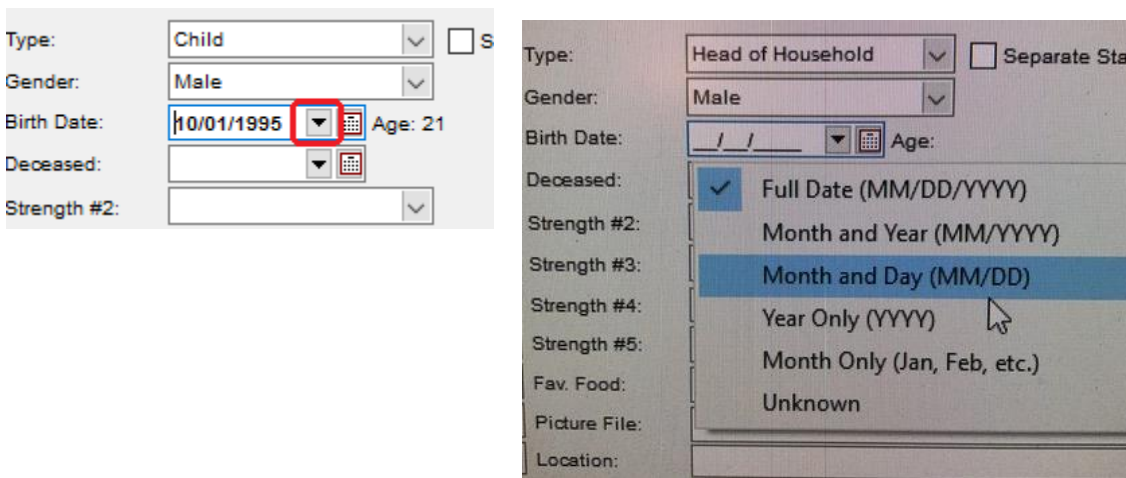 Type: Child S
Gender: Male
Birth Date: 10/01/1995 Age: 21
Deceased:
Strength #2:
Type: Head of Household Separate Sta
Gender: Male
Birth Date: __/__/____ Age:
Deceased:
Full Date (MM/DD/YYYY)
Strength #2:
Month and Year (MM/YYYY)
Strength #3:
Month and Day (MM/DD)
Strength #4:
Year Only (YYYY)
Strength #5:
Month Only (Jan, Feb, etc.)
Fav. Food:
Unknown
Picture File:
Location: